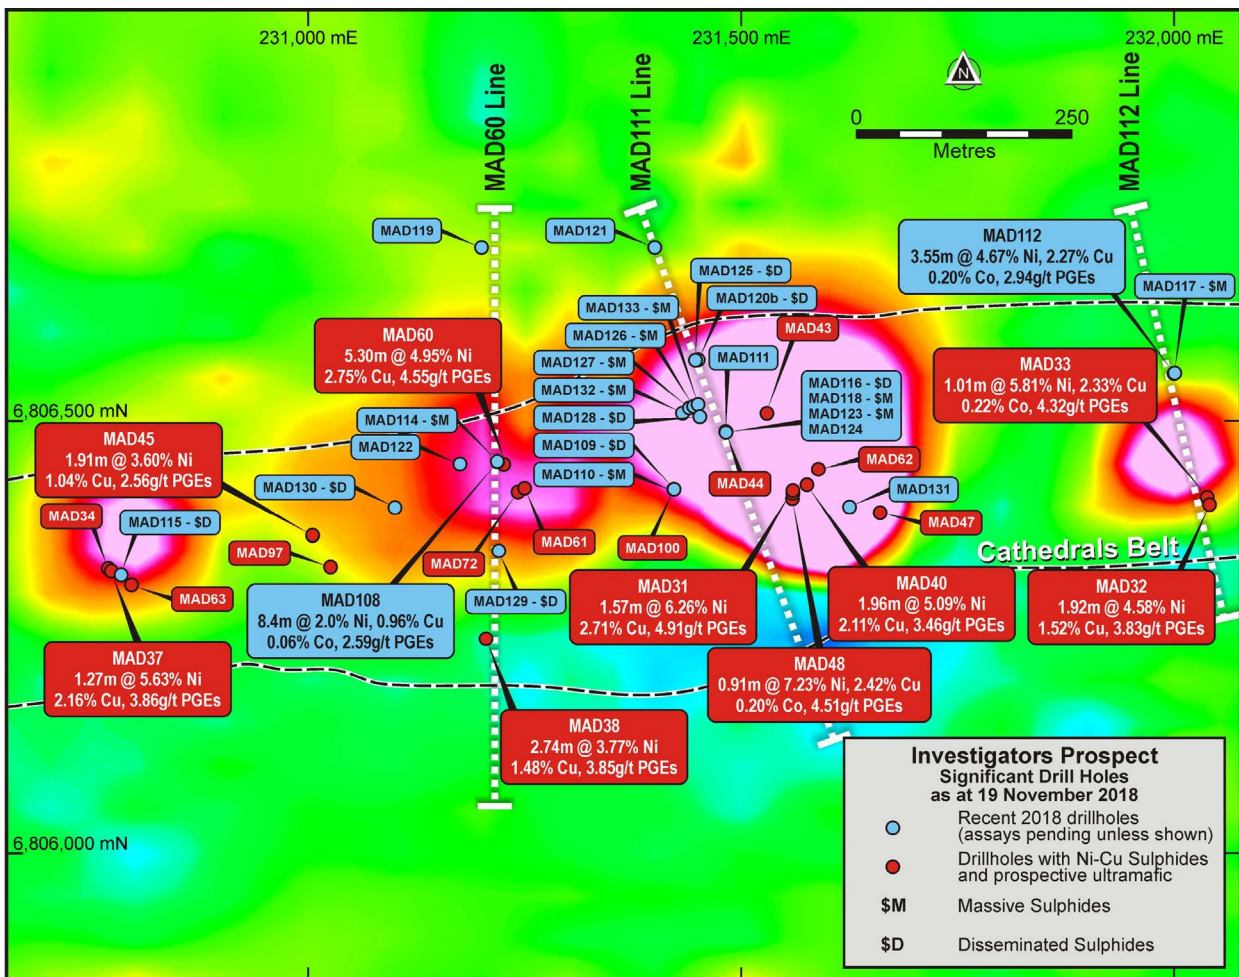 231,000 mE
231,500 mE
232,000 mE
N
0
250
Metres
MAD60 Line
MAD111 Line
MAD112 Line
MAD119
MAD121
MAD125 - $D
MAD120b - $D
MAD133 - $M
MAD126 - $M
MAD127 - $M
MAD132 - $M
MAD128 - $D
MAD109 - $D
MAD110 - $M
MAD43
MAD111
MAD116 - $D
MAD118 - $M
MAD123 - $M
MAD124
MAD112
3.55m @ 4.67% Ni, 2.27% Cu
0.20% Co, 2.94g/t PGEs
MAD117 - $M
MAD33
1.01m @ 5.81% Ni, 2.33% Cu
0.22% Co, 4.32g/t PGEs
MAD60
5.30m @ 4.95% Ni
2.75% Cu, 4.55g/t PGEs
6,806,500 mN
MAD114 - $M
MAD122
MAD45
1.91m @ 3.60% Ni
1.04% Cu, 2.56g/t PGEs
MAD130 - $D
MAD34
MAD115 - $D
MAD97
MAD63
MAD72
MAD61
MAD100
MAD44
MAD62
MAD131
MAD47
Cathedrals Belt
MAD108
8.4m @ 2.0% Ni, 0.96% Cu
0.06% Co, 2.59g/t PGEs
MAD129 - $D
MAD31
1.57m @ 6.26% Ni
2.71% Cu, 4.91g/t PGEs
MAD40
1.96m @ 5.09% Ni
2.11% Cu, 3.46g/t PGEs
MAD32
1.92m @ 4.58% Ni
1.52% Cu, 3.83g/t PGEs
MAD37
1.27m @ 5.63% Ni
2.16% Cu, 3.86g/t PGEs
MAD48
0.91m @ 7.23% Ni, 2.42% Cu
0.20% Co, 4.51g/t PGEs
MAD38
2.74m @ 3.77% Ni
1.48% Cu, 3.85g/t PGEs
6,806,000 mN
Investigators Prospect
Significant Drill Holes
as at 19 November 2018
Recent 2018 drillholes
(assays pending unless shown)
Drillholes with Ni-Cu Sulphides
and prospective ultramafic
$M Massive Sulphides
$D Disseminated Sulphides